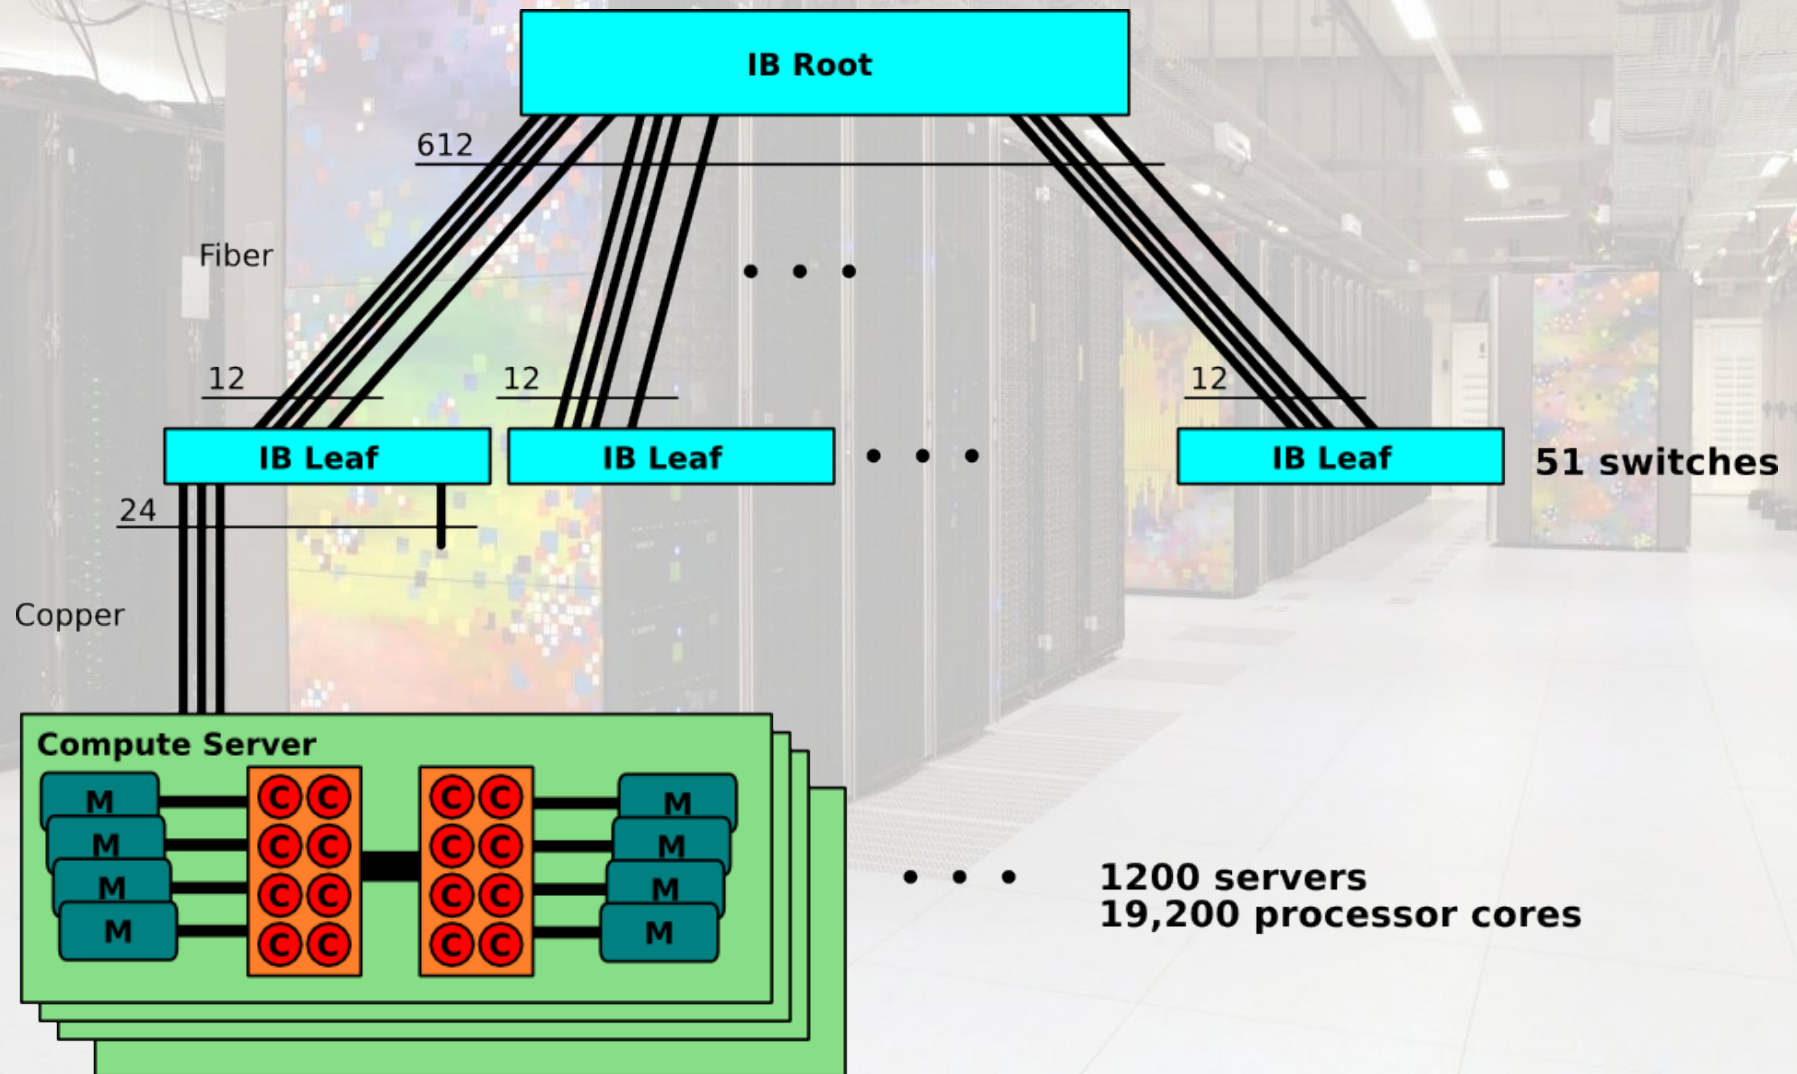 IB Root
612
Fiber
12
12
12
IB Leaf
IB Leaf
IB Leaf
51 switches
24
Copper
Compute Server
M
M
M
M
C C
C C
C C
C C
C C
C C
C C
C C
M
M
M
M
1200 servers
19,200 processor cores